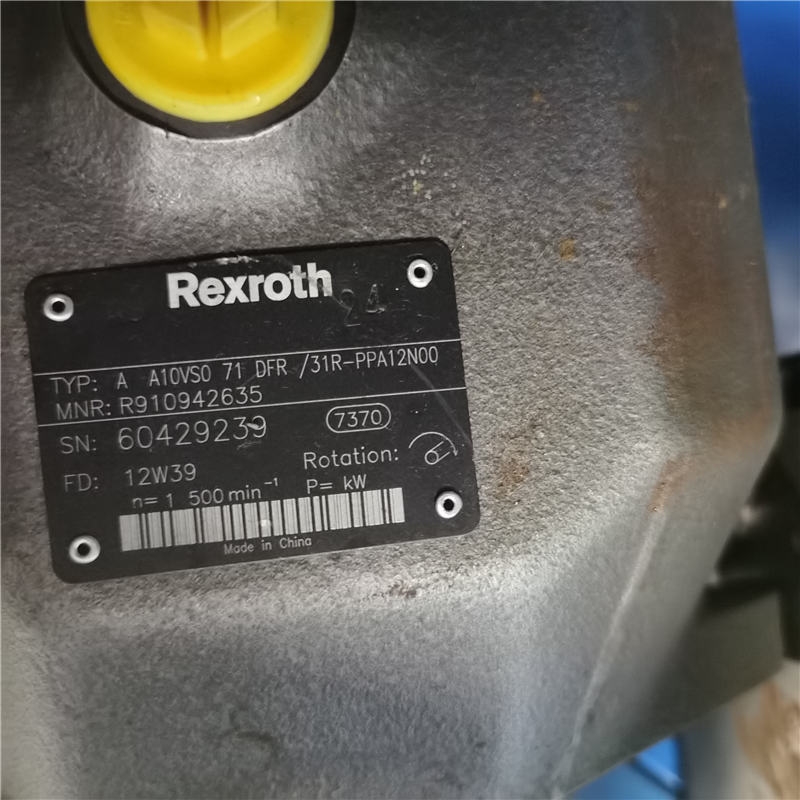 Rexroth
24
TYP: A A10VSO 71 DFR /31R-PPA12N00
MNR: R910942635
SN: 60429239 7370
FD: 12W39 Rotation:
n= 1 500 min⁻¹ P= kW
Made in China